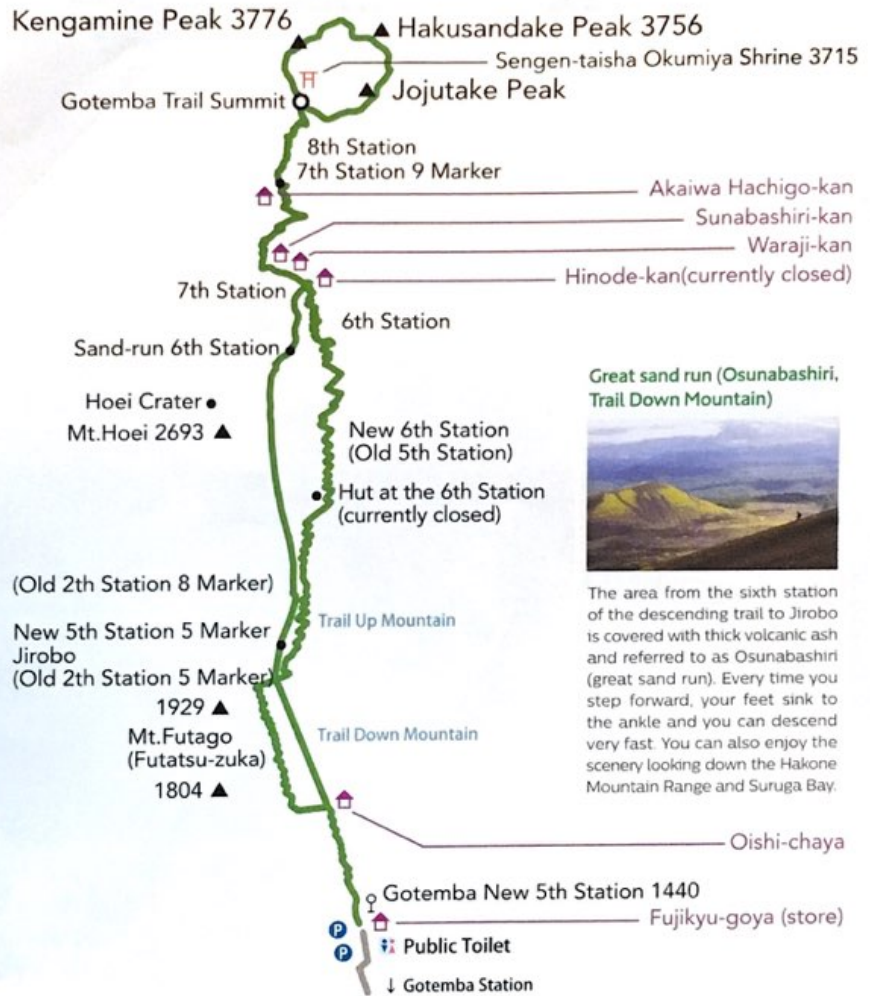 Kengamine Peak 3776
Hakusandake Peak 3756
Sengen-taisha Okumiya Shrine 3715
Gotemba Trail Summit
Jojutake Peak
8th Station
7th Station 9 Marker
Akaiwa Hachigo-kan
Sunabashiri-kan
Waraji-kan
Hinode-kan(currently closed)
7th Station
6th Station
Sand-run 6th Station
Hoei Crater
Mt.Hoei 2693
New 6th Station
(Old 5th Station)
Hut at the 6th Station
(currently closed)
Great sand run (Osunabashiri,
Trail Down Mountain)
The area from the sixth station
of the descending trail to Jirobo
is covered with thick volcanic ash
and referred to as Osunabashiri
(great sand run). Every time you
step forward, your feet sink to
the ankle and you can descend
very fast. You can also enjoy the
scenery looking down the Hakone
Mountain Range and Suruga Bay.
(Old 2th Station 8 Marker)
New 5th Station 5 Marker
Jirobo
(Old 2th Station 5 Marker)
Trail Up Mountain
1929
Mt.Futago
(Futatsu-zuka)
1804
Trail Down Mountain
Oishi-chaya
Gotemba New 5th Station 1440
Fujikyu-goya (store)
P
P
Public Toilet
↓ Gotemba Station